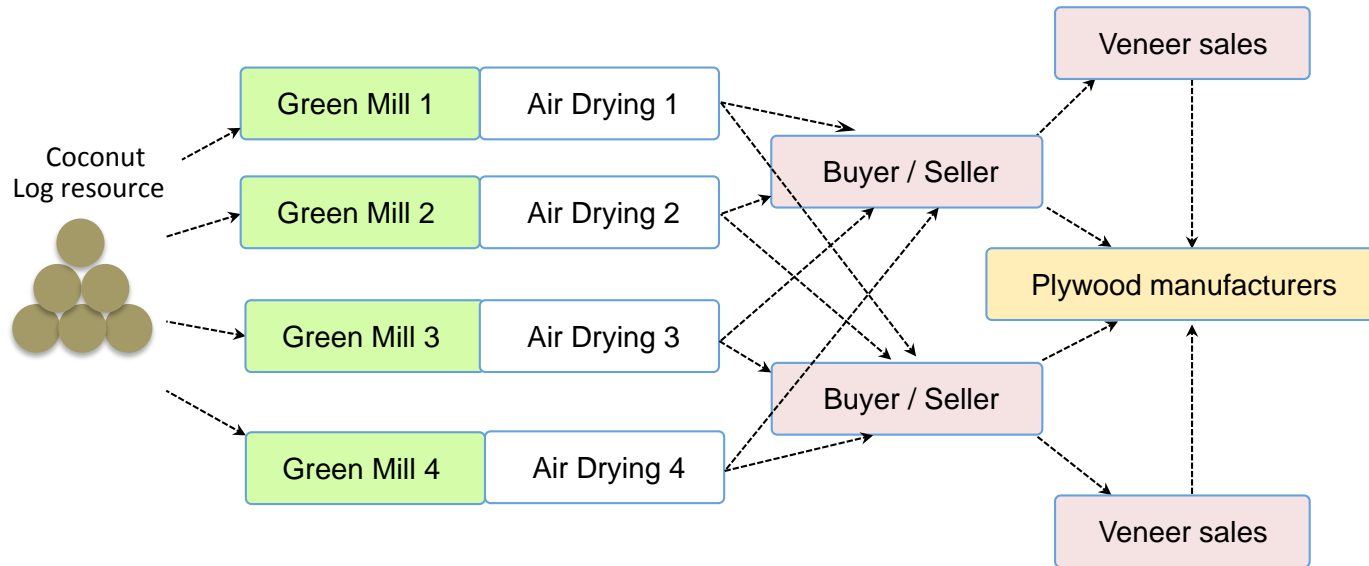 Veneer sales
Green Mill 1
Air Drying 1
Coconut
Log resource
Buyer / Seller
Green Mill 2
Air Drying 2
Plywood manufacturers
Green Mill 3
Air Drying 3
Buyer / Seller
Green Mill 4
Air Drying 4
Veneer sales